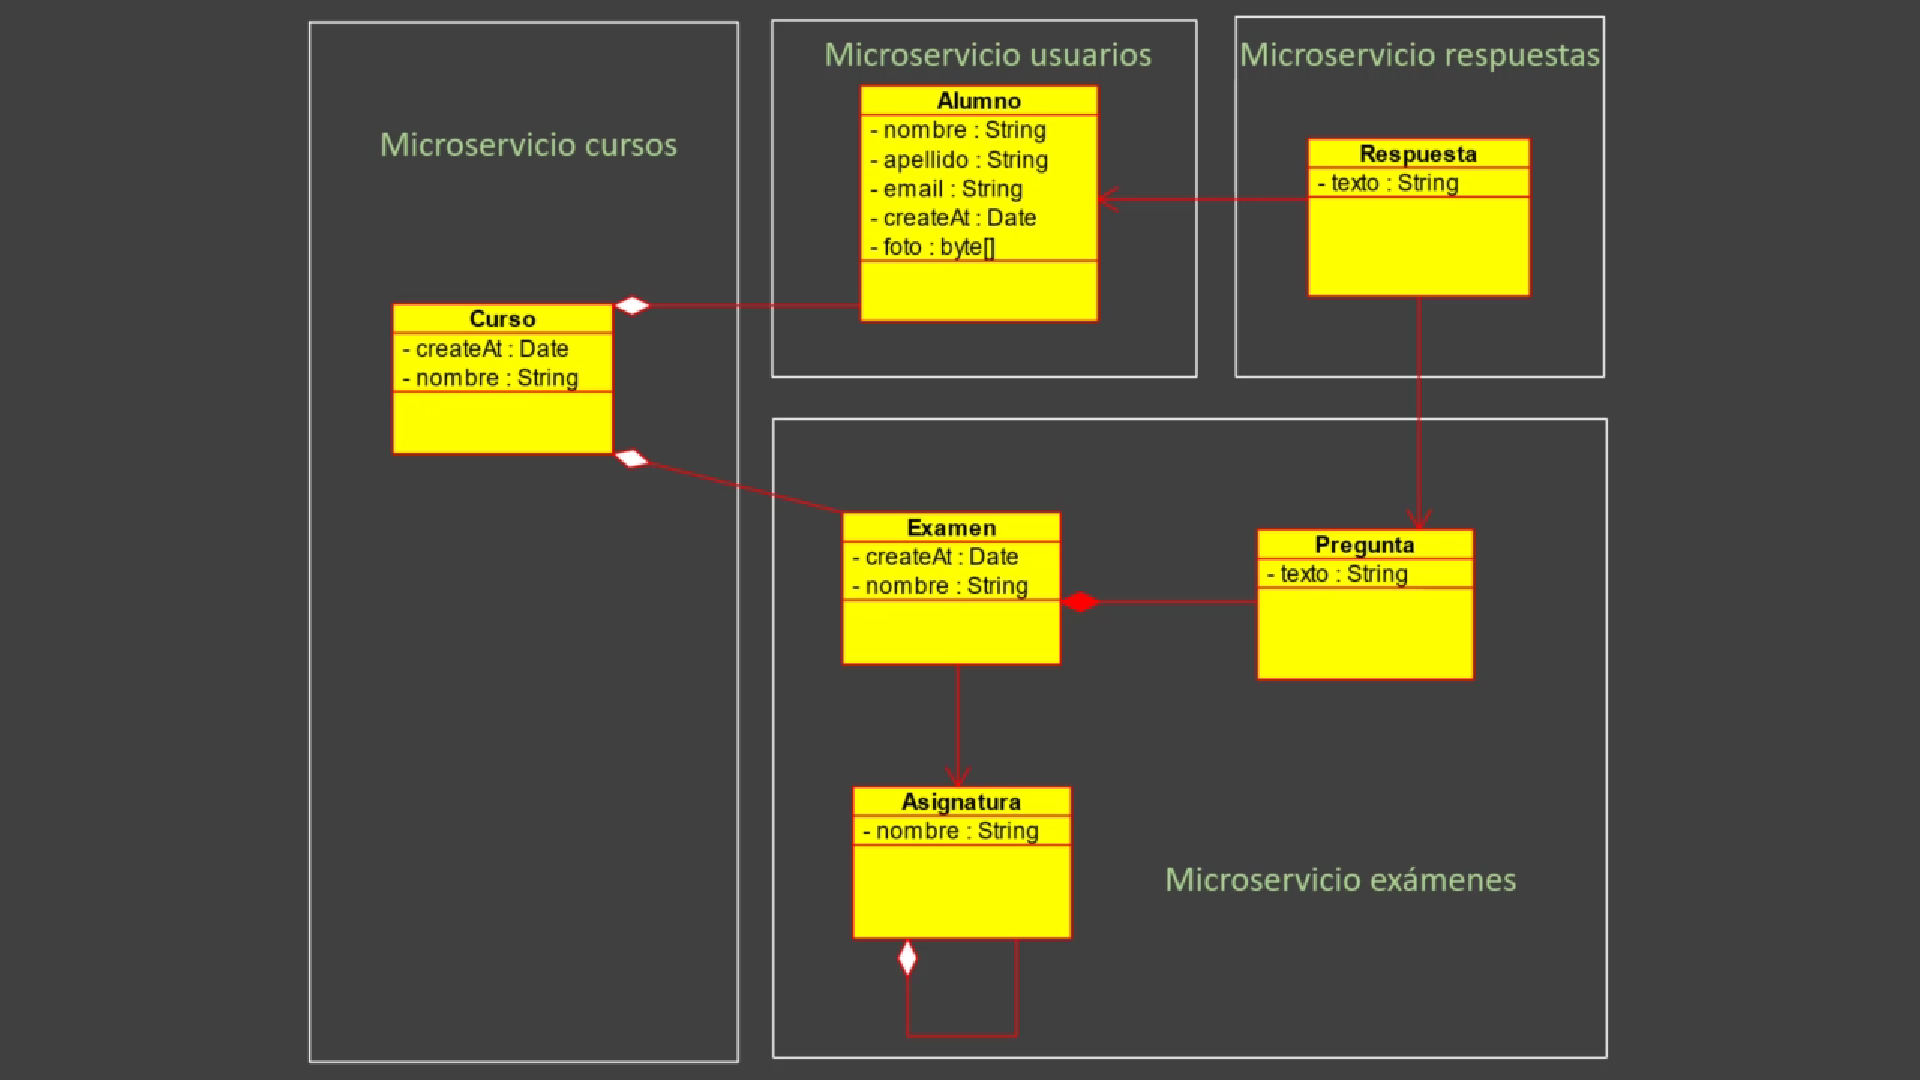 Microservicio cursos
Curso
- createAt : Date
- nombre : String
Microservicio usuarios
Alumno
- nombre : String
- apellido : String
- email : String
- createAt : Date
- foto : byte[]
Microservicio respuestas
Respuesta
- texto : String
Examen
- createAt : Date
- nombre : String
Pregunta
- texto : String
Asignatura
- nombre : String
Microservicio exámenes